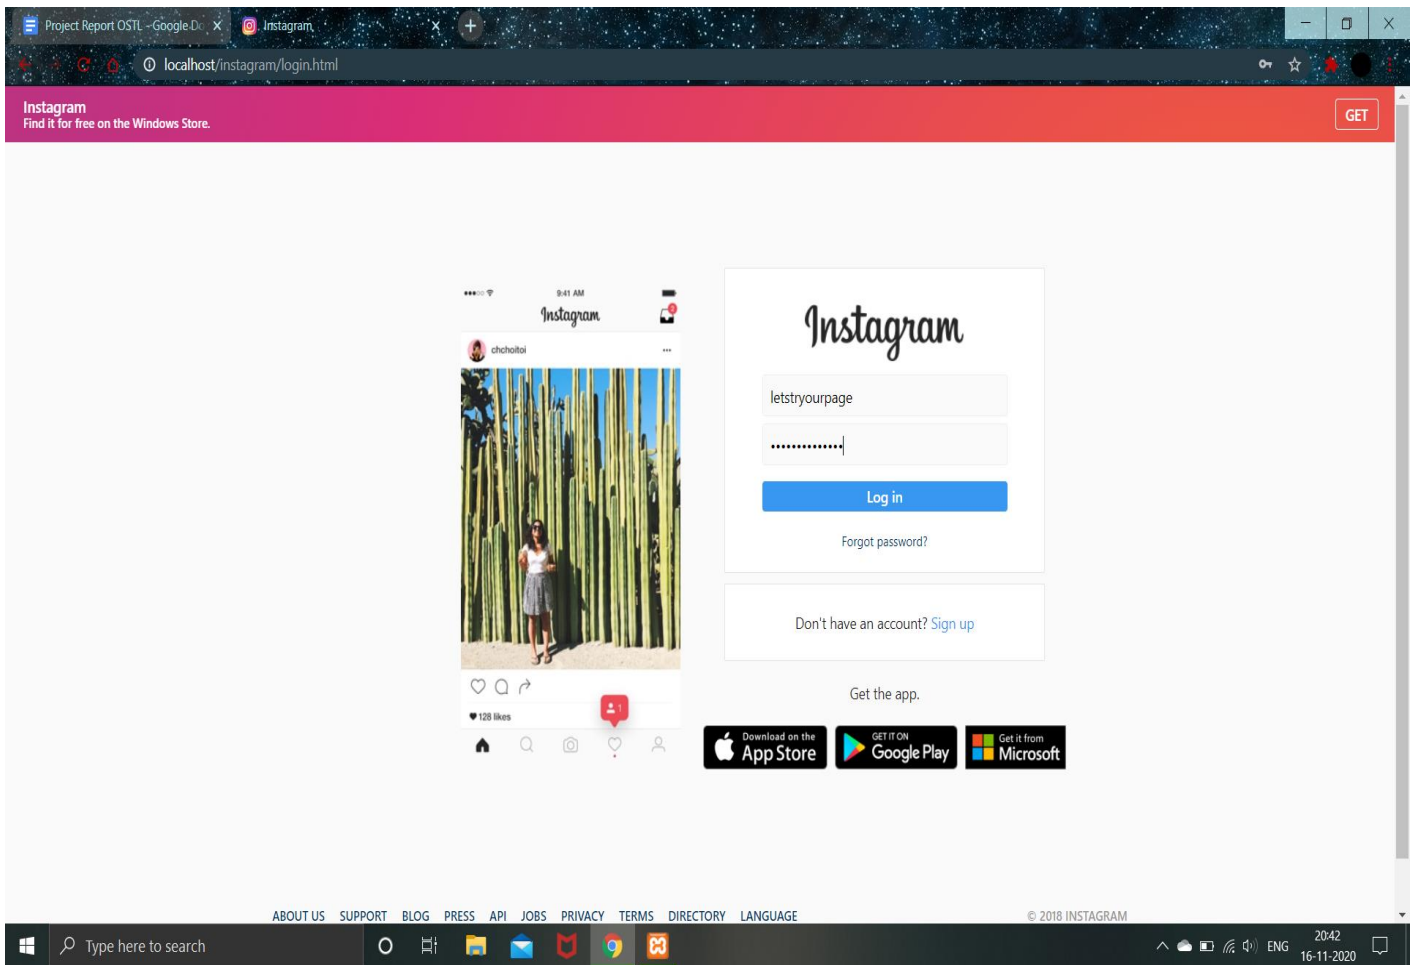 Project Report OSTL - Google Do
Instagram
localhost/instagram/login.html
Instagram
Find it for free on the Windows Store.
GET
9:41 AM
Instagram
chchoitoi
128 likes
1
Instagram
letstryourpage
Log in
Forgot password?
Don't have an account? Sign up
Get the app.
Download on the
App Store
GET IT ON
Google Play
Get it from
Microsoft
ABOUT US SUPPORT BLOG PRESS API JOBS PRIVACY TERMS DIRECTORY LANGUAGE
© 2018 INSTAGRAM
Type here to search
ENG
20:42
16-11-2020